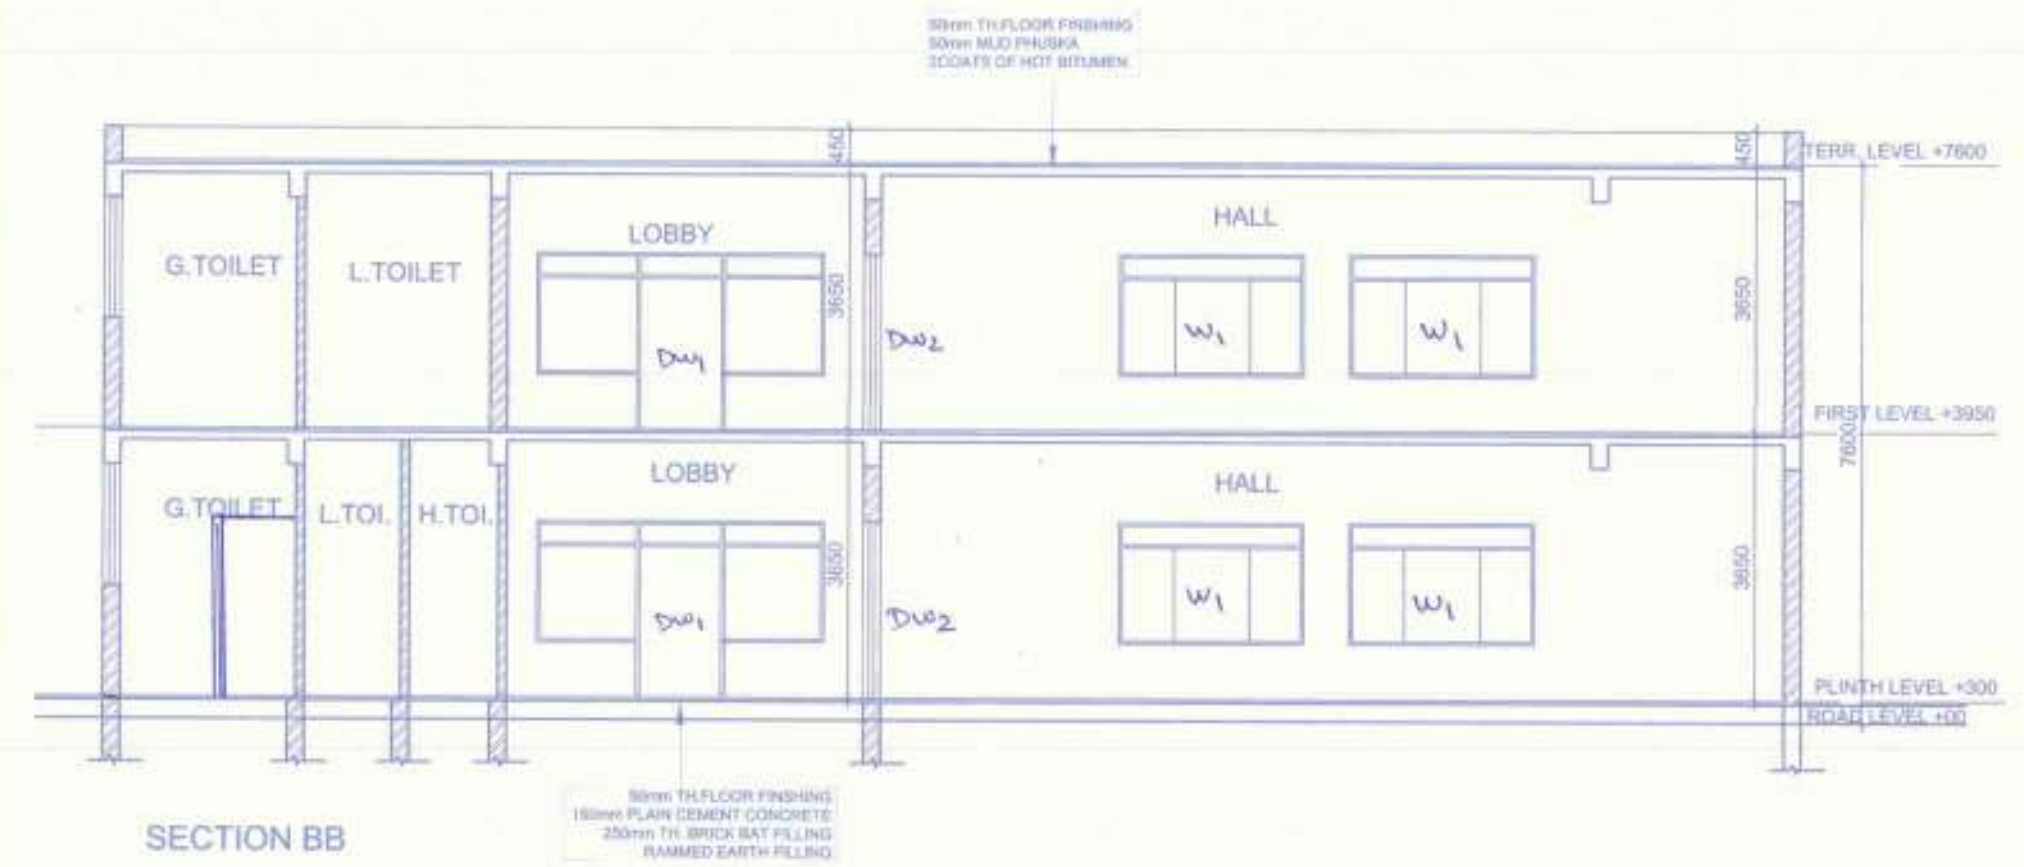 50mm TH.FLOOR FINISHING
50mm MUD PHUSKA
2COATS OF HOT BITUMEN
450
450
TERR. LEVEL +7600
LOBBY
HALL
G.TOILET
L.TOILET
3650
3650
DW1
DW2
W1
W1
FIRST LEVEL +3950
7600
LOBBY
HALL
G.TOILET
L.TOI.
H.TOI.
3650
3650
DW1
DW2
W1
W1
PLINTH LEVEL +300
ROAD LEVEL +00
50mm TH.FLOOR FINSHING
150mm PLAIN CEMENT CONCRETE
250mm TH. BRICK BAT FILLING
RAMMED EARTH FILLING
SECTION BB